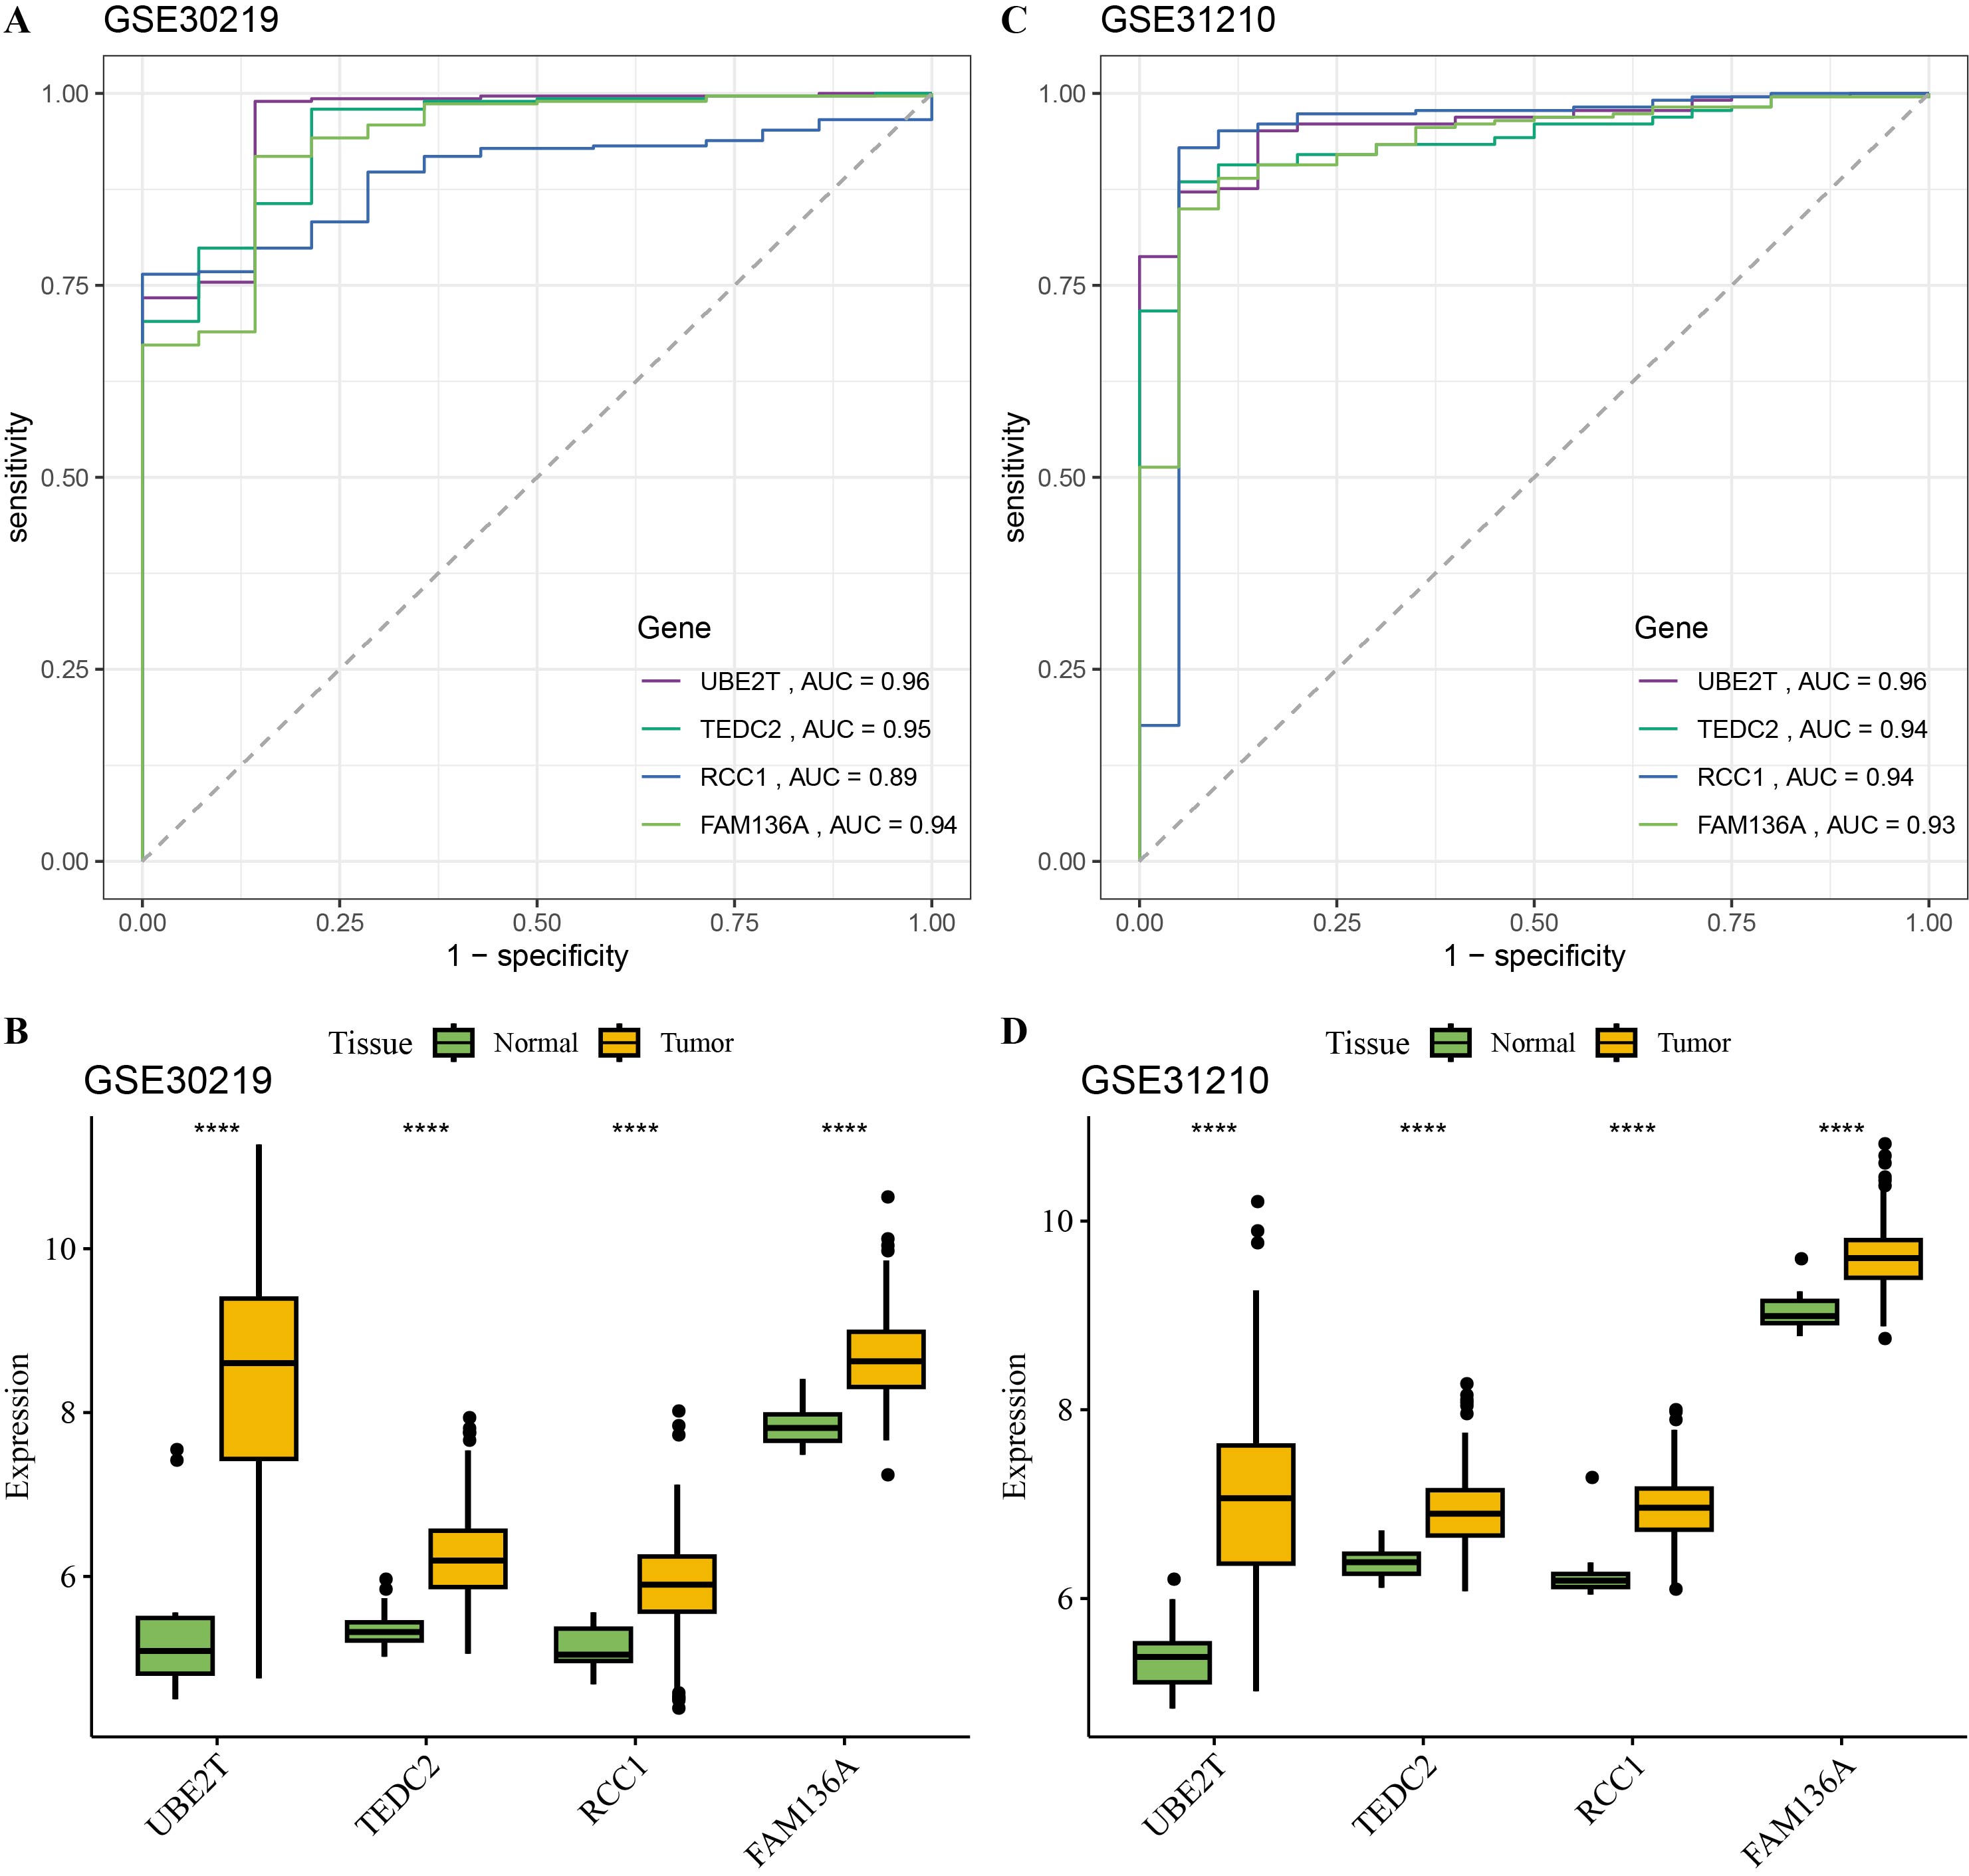 A
GSE30219
1.00
0.75
0.50
0.25
0.00
sensitivity
Gene
UBE2T , AUC = 0.96
TEDC2 , AUC = 0.95
RCC1 , AUC = 0.89
FAM136A , AUC = 0.94
0.00 0.25 0.50 0.75 1.00
1 − specificity
C
GSE31210
1.00
0.75
0.50
0.25
0.00
sensitivity
Gene
UBE2T , AUC = 0.96
TEDC2 , AUC = 0.94
RCC1 , AUC = 0.94
FAM136A , AUC = 0.93
0.00 0.25 0.50 0.75 1.00
1 − specificity
B
Tissue Normal Tumor
GSE30219
**** **** **** ****
10
8
6
Expression
UBE2T TEDC2 RCC1 FAM136A
D
Tissue Normal Tumor
GSE31210
**** **** **** ****
10
8
6
Expression
UBE2T TEDC2 RCC1 FAM136A